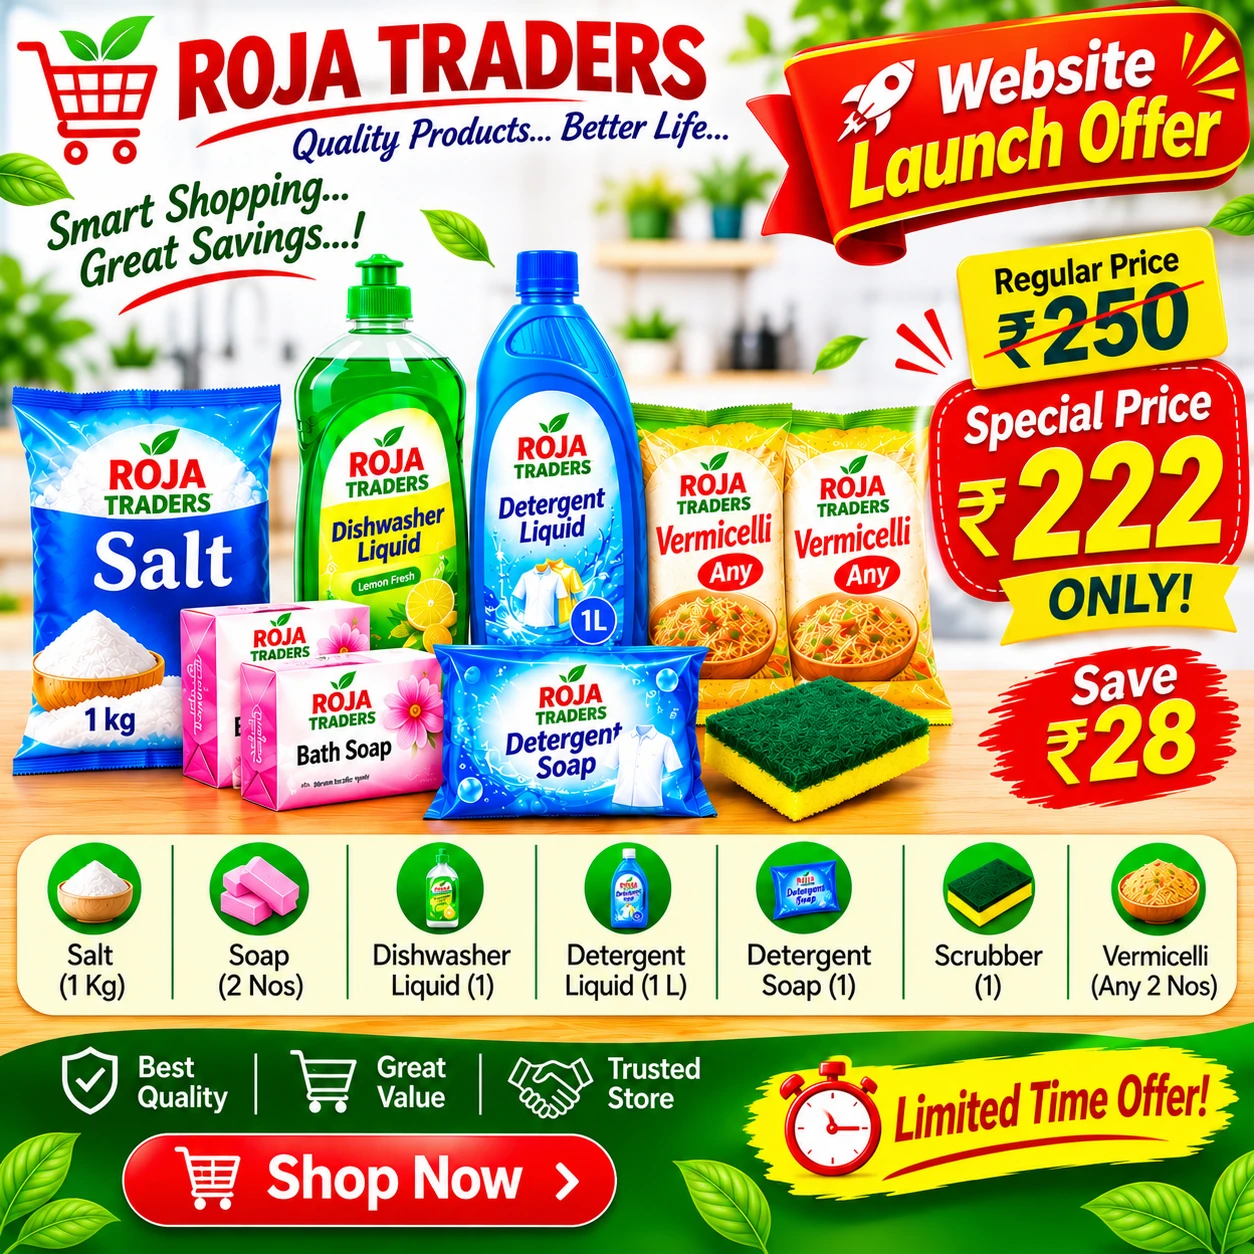 ROJA TRADERS
Quality Products... Better Life...
Smart Shopping...
Great Savings...!
Website
Launch Offer
Regular Price
₹250
Special Price
₹222
ONLY!
Save
₹28
ROJA
TRADERS
Salt
1 kg
ROJA
TRADERS
Dishwasher
Liquid
Lemon Fresh
ROJA
TRADERS
Detergent
Liquid
1L
ROJA
TRADERS
Vermicelli
Any
ROJA
TRADERS
Vermicelli
Any
ROJA
TRADERS
ROJA
TRADERS
Bath Soap
ROJA
TRADERS
Detergent
Soap
Salt
(1 Kg)
Soap
(2 Nos)
Dishwasher
Liquid (1)
Detergent
Liquid (1 L)
Detergent
Soap (1)
Scrubber
(1)
Vermicelli
(Any 2 Nos)
Best
Quality
Great
Value
Trusted
Store
Limited Time Offer!
Shop Now